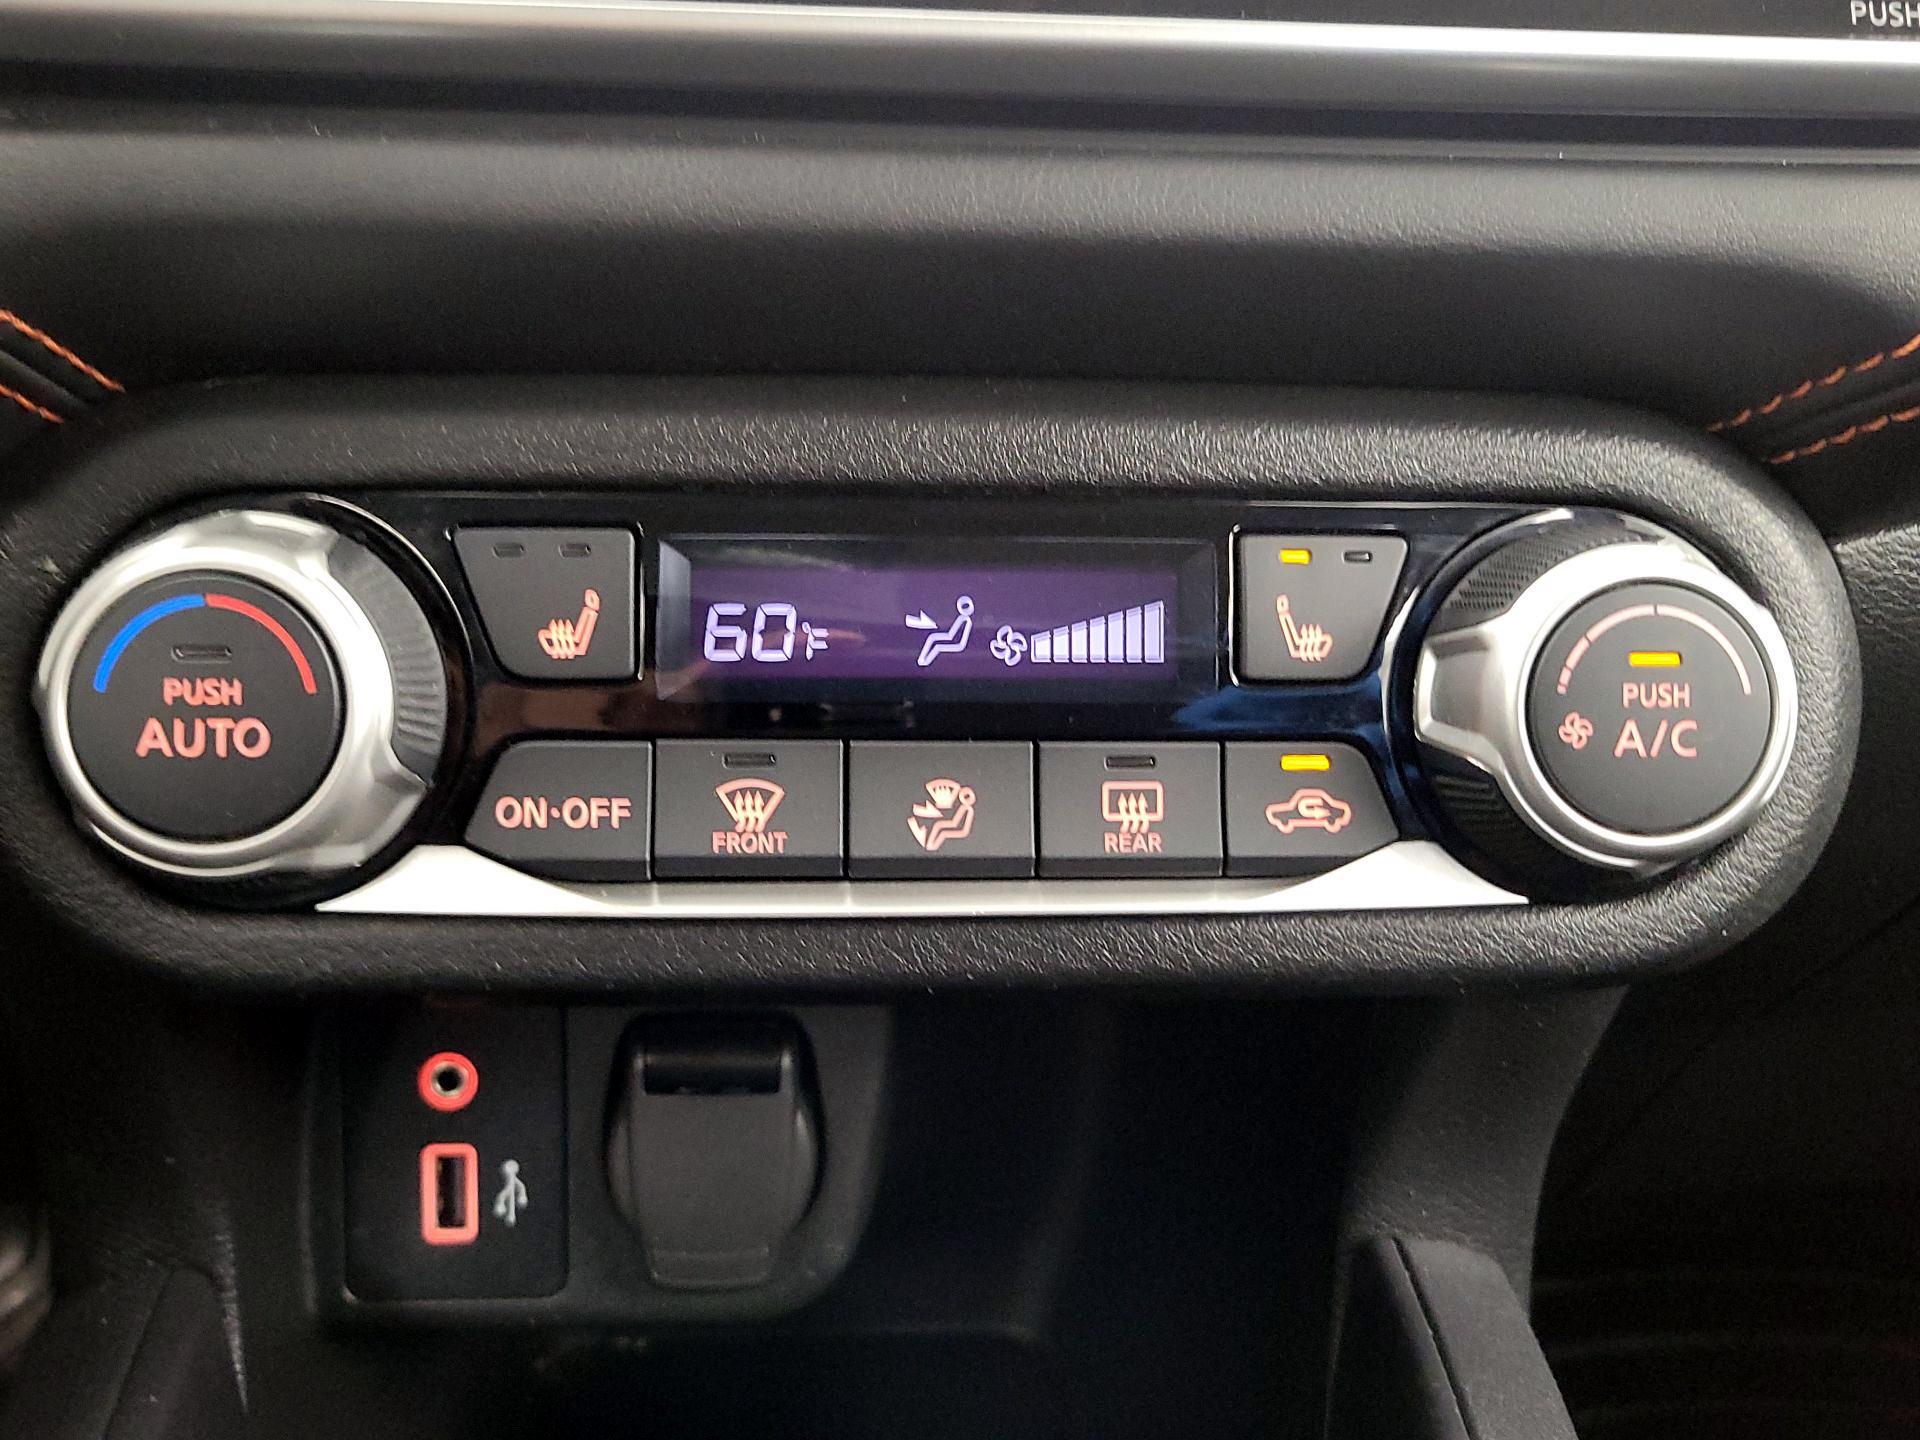 PUSH
60°F
PUSH
AUTO
PUSH
A/C
ON·OFF
FRONT
REAR